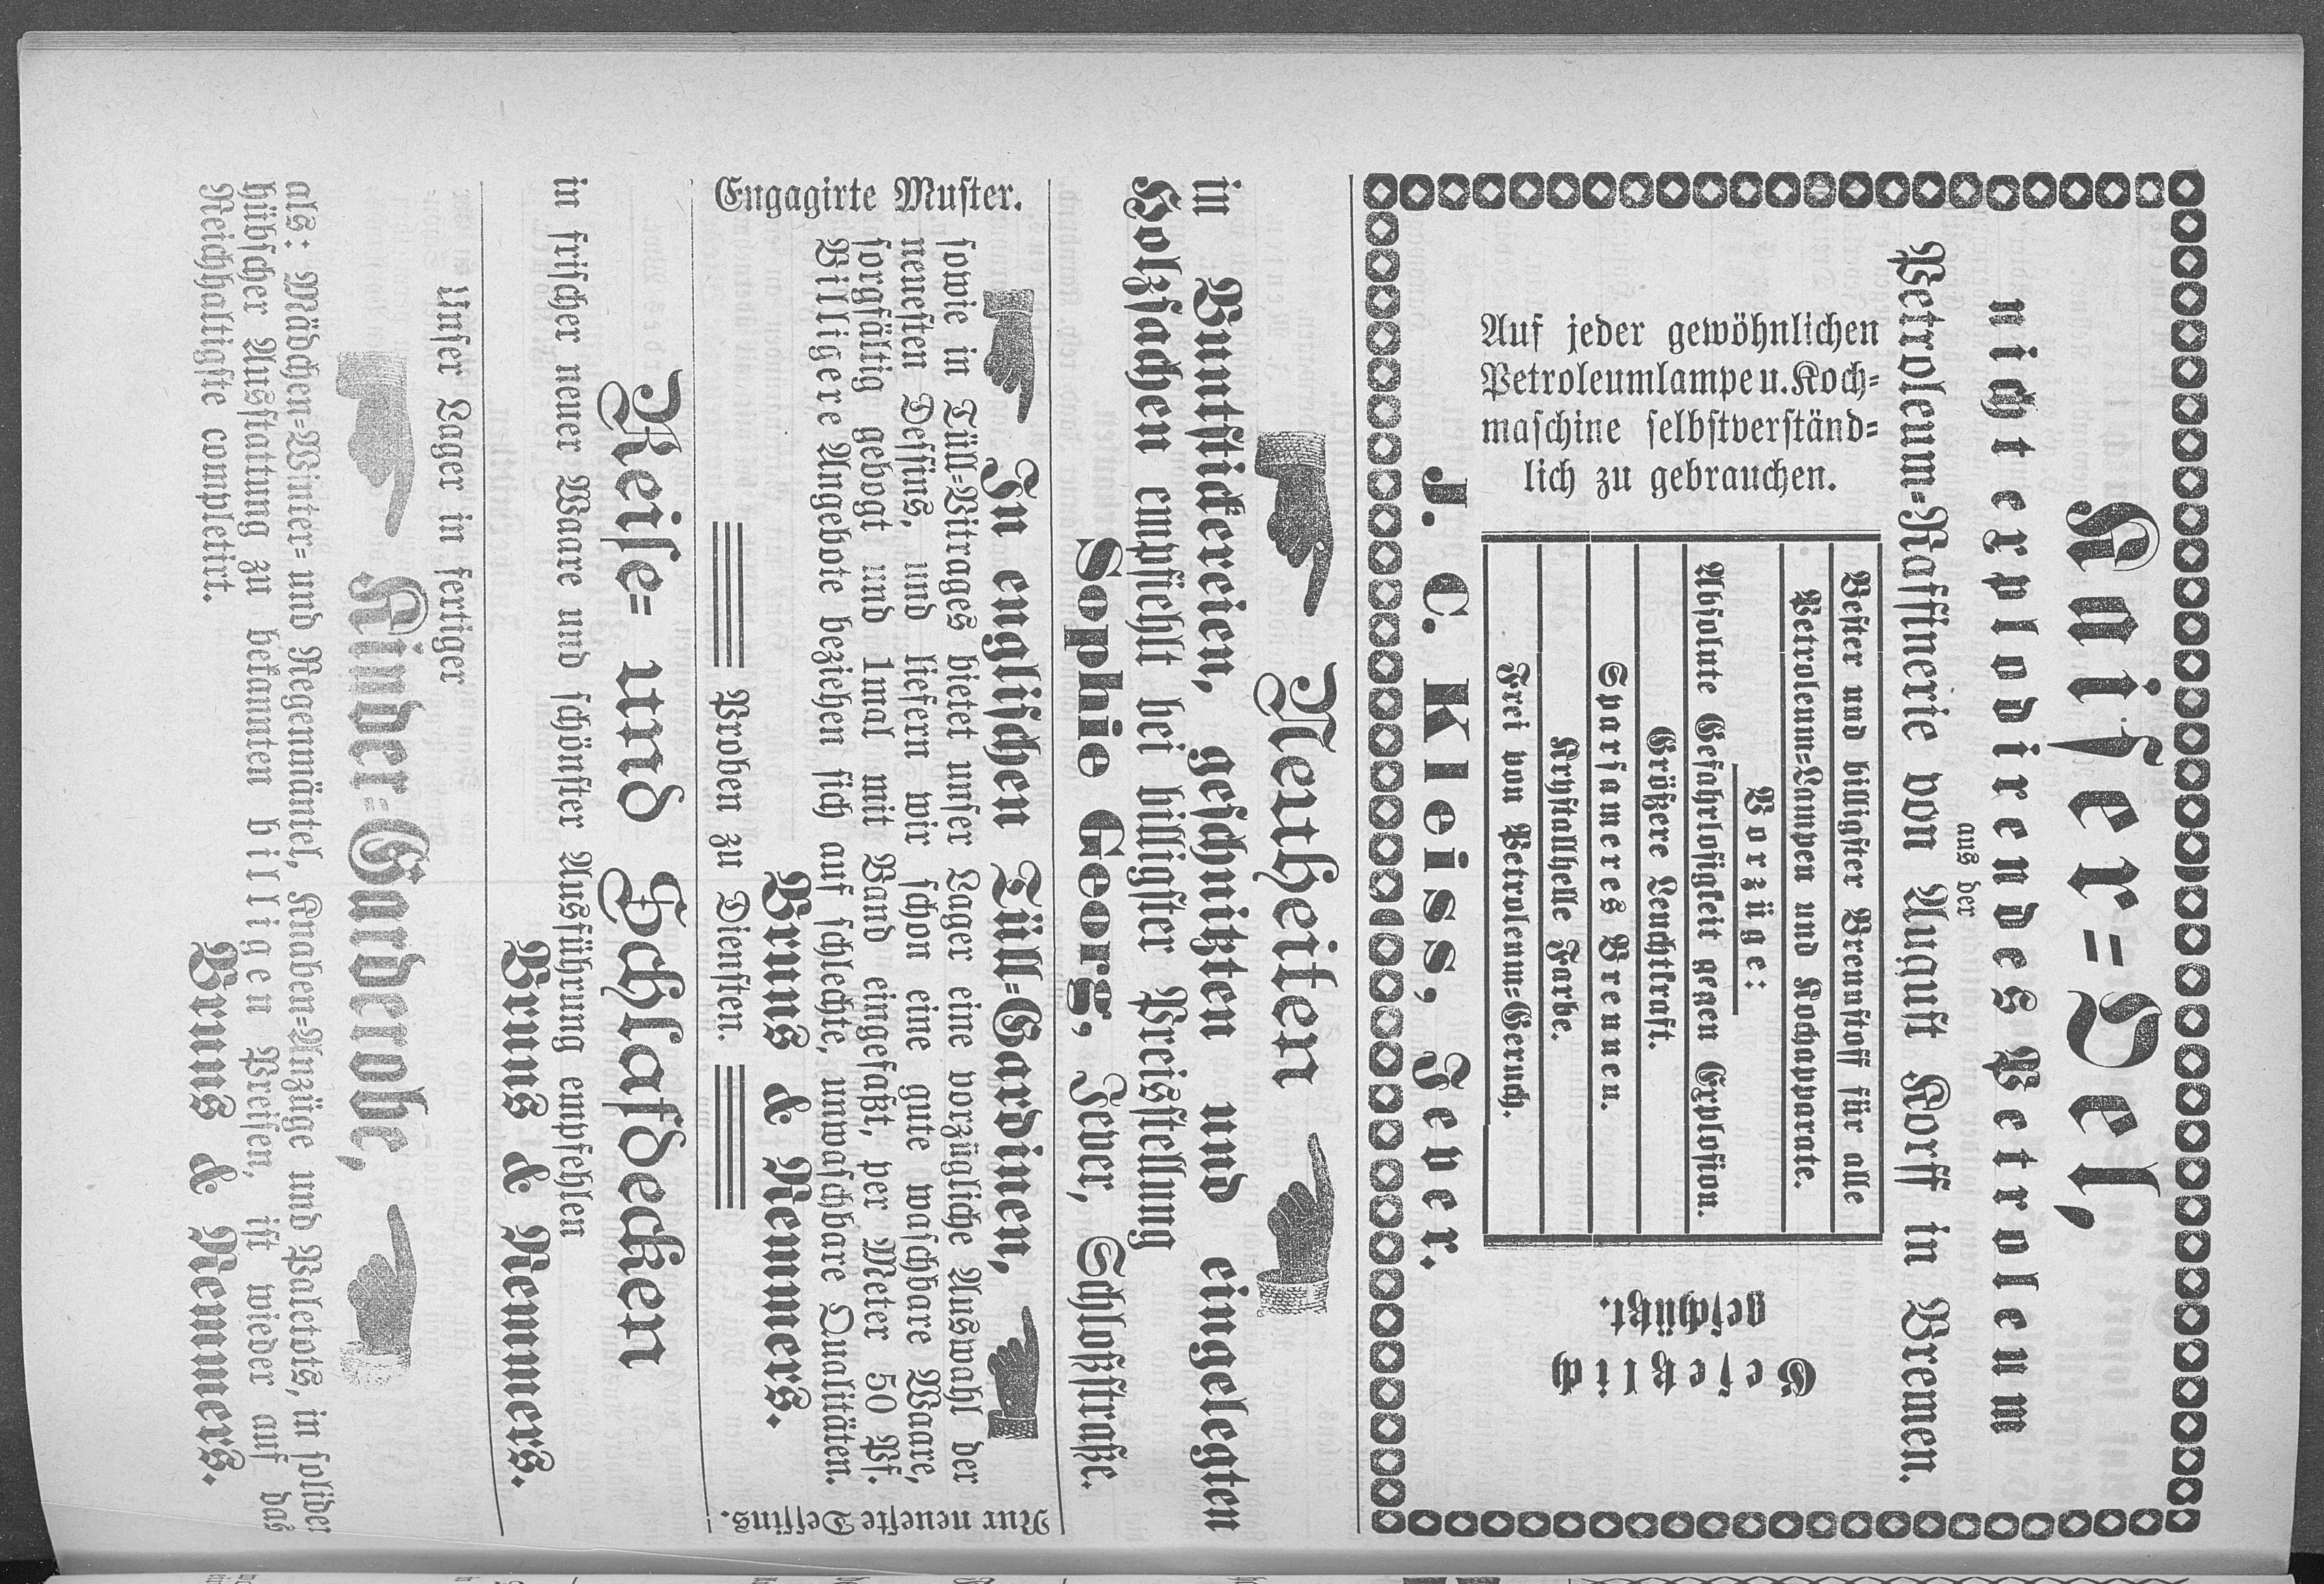 Kaiser=Oel,
nicht explodirendes Petroleum
aus der
Petroleum=Raffinerie von August Korff in Bremen.
Auf jeder gewöhnlichen
Petroleumlampe u. Koch=
maschine selbstverständ=
lich zu gebrauchen.
Bester und billigster Brennstoff für alle
Petroleum=Lampen und Kochapparate.
Vorzüge:
Absolute Gefahrlosigkeit gegen Explosion.
Größere Leuchtkraft.
Sparsameres Brennen.
Krystallhelle Farbe.
Frei von Petroleum=Geruch.
Gesetzlich
geschützt.
J. C. Kleiss, Jever.
Neuheiten
in Buntstickereien, geschnitzten und eingelegten
Holzsachen empfiehlt bei billigster Preisstellung
Sophie Georg, Jever, Schloßstraße.
Engagirte Muster.
In englischen Tüll=Gardinen,
sowie in Tüll=Vitrages bietet unser Lager eine vorzügliche Auswahl der
neuesten Dessins, und liefern wir schon eine gute waschbare Waare,
sorgfältig gebogt und 1mal mit Band eingefaßt, per Meter 50 Pf.
Billigere Angebote beziehen sich auf schlechte, unwaschbare Qualitäten.
Bruns & Remmers.
Proben zu Diensten.
Nur neueste Dessins.
Reise= und Schlafdecken
in frischer neuer Waare und schönster Ausführung empfehlen
Bruns & Remmers.
Unser Lager in fertiger
Kinder=Garderobe,
als: Mädchen=Winter= und Regenmäntel, Knaben=Anzüge und Paletots, in solider
hübscher Ausstattung zu bekannten billigen Preisen, ist wieder auf das
Reichhaltigste completirt.
Bruns & Remmers.